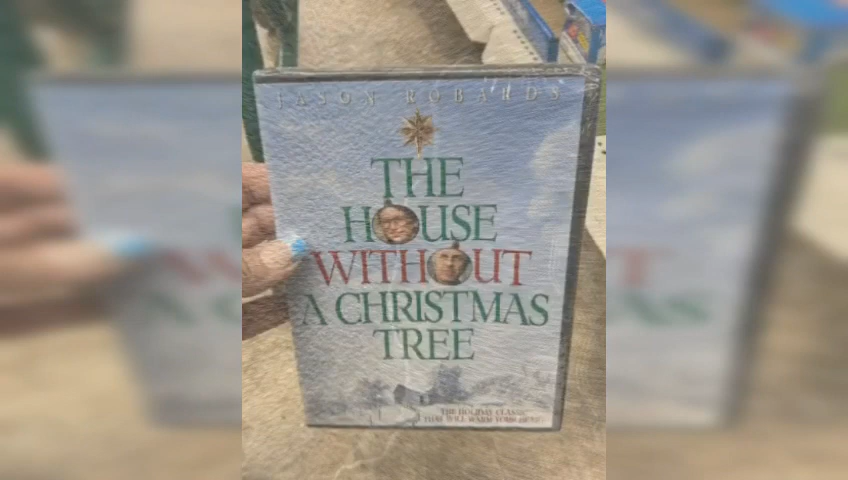 JASON ROBARDS
THE
HOUSE
WITHOUT
A CHRISTMAS
TREE
THE HOLIDAY CLASSIC
THAT WILL WARM YOUR HEART